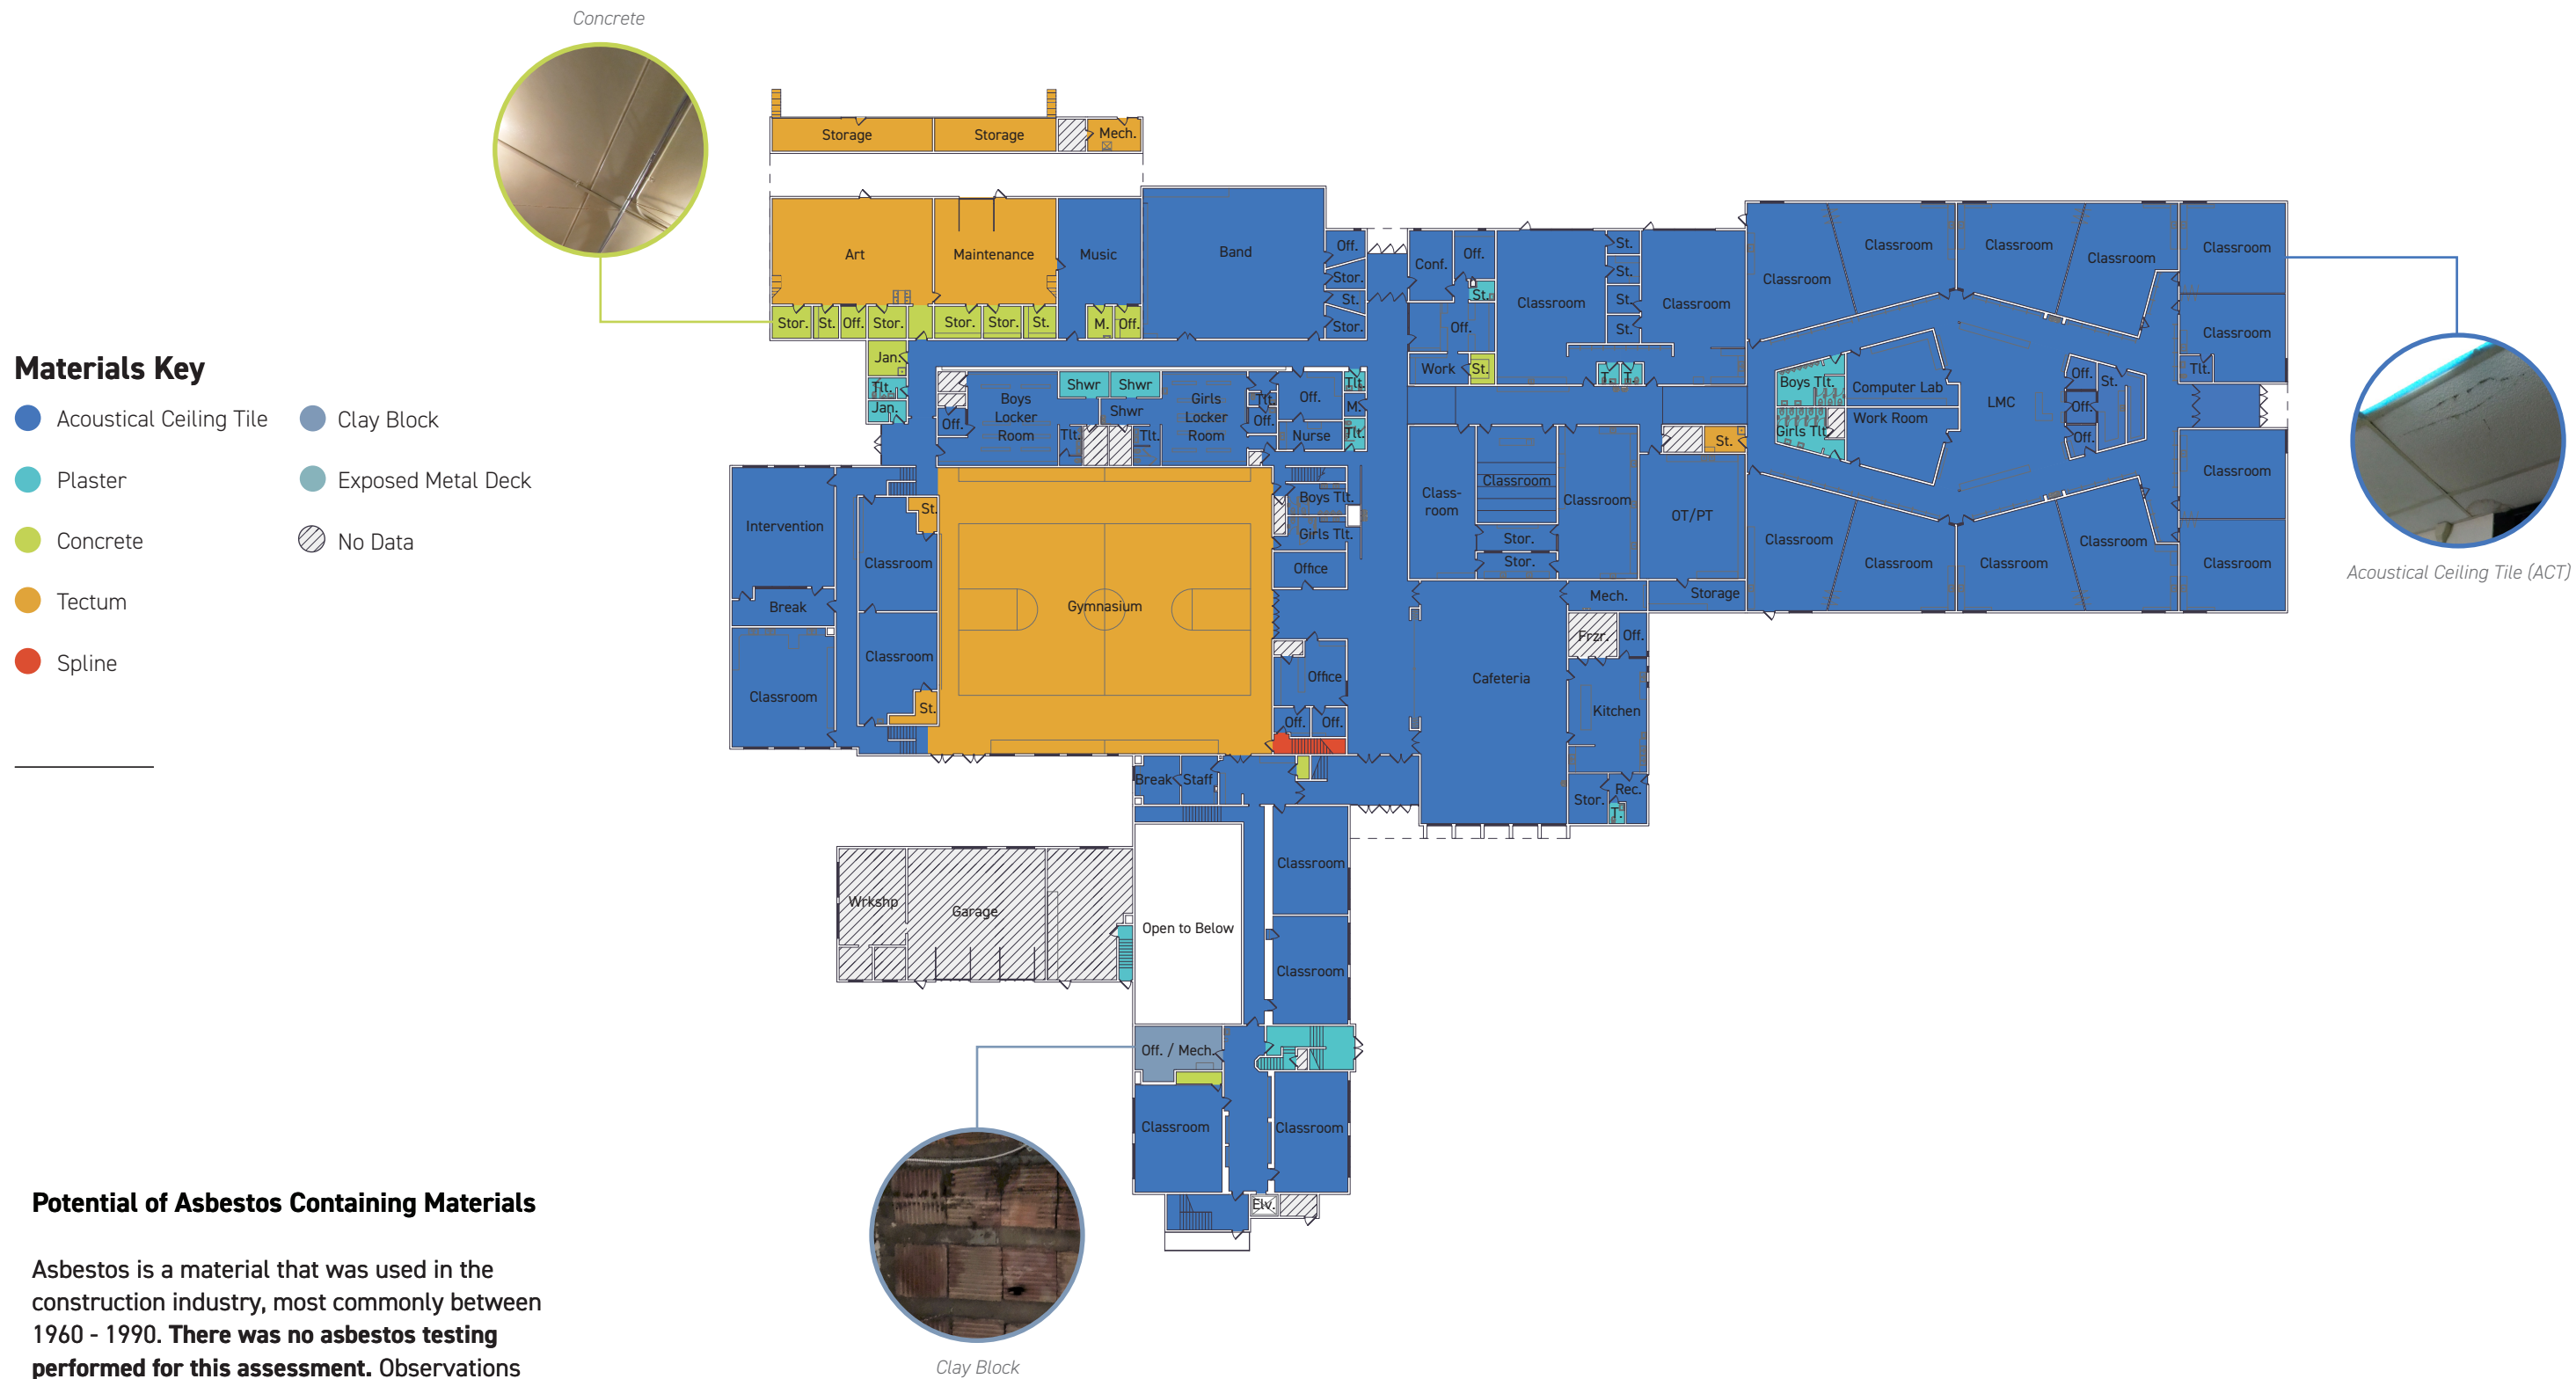 Concrete
Storage
Storage
Mech.
Art
Maintenance
Music
Band
Off.
Stor.
St.
Stor.
Conf.
Off.
St.
Off.
Work
St.
Classroom
St.
St.
St.
St.
Classroom
T.
T.
Classroom
Classroom
Classroom
Classroom
Classroom
Classroom
Tlt.
Stor.
St.
Off.
Stor.
Stor.
Stor.
St.
M.
Off.
Jan.
Tlt.
Jan.
Off.
Boys
Locker
Room
Shwr
Shwr
Shwr
Tlt.
Tlt.
Girls
Locker
Room
Tlt.
Off.
Off.
Nurse
Tlt.
M.
Tlt.
Boys Tlt.
Girls Tlt.
Computer Lab
Work Room
LMC
Off.
Off.
Off.
St.
Materials Key
Acoustical Ceiling Tile
Plaster
Concrete
Tectum
Spline
Clay Block
Exposed Metal Deck
No Data
Intervention
Break
Classroom
St.
Classroom
Classroom
St.
Gymnasium
Boys Tlt.
Girls Tlt.
Office
Office
Off.
Off.
Class-
room
Classroom
Stor.
Stor.
Classroom
St.
OT/PT
Mech.
Storage
Classroom
Classroom
Classroom
Classroom
Classroom
Classroom
Acoustical Ceiling Tile (ACT)
Cafeteria
Frzr.
Off.
Kitchen
Stor.
Rec.
T.
Break
Staff
Classroom
Classroom
Open to Below
Wrkshp
Garage
Off. / Mech.
Classroom
Classroom
Elv.
Clay Block
Potential of Asbestos Containing Materials
Asbestos is a material that was used in the
construction industry, most commonly between
1960 - 1990. There was no asbestos testing
performed for this assessment. Observations